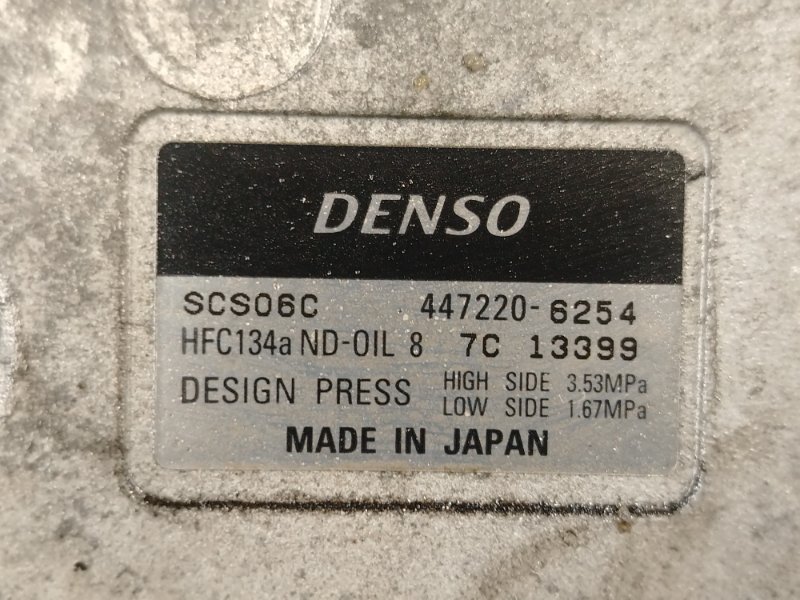 DENSO
SCS06C 447220-6254
HFC134a ND-OIL 8 7C 13399
DESIGN PRESS HIGH SIDE 3.53MPa
LOW SIDE 1.67MPa
MADE IN JAPAN